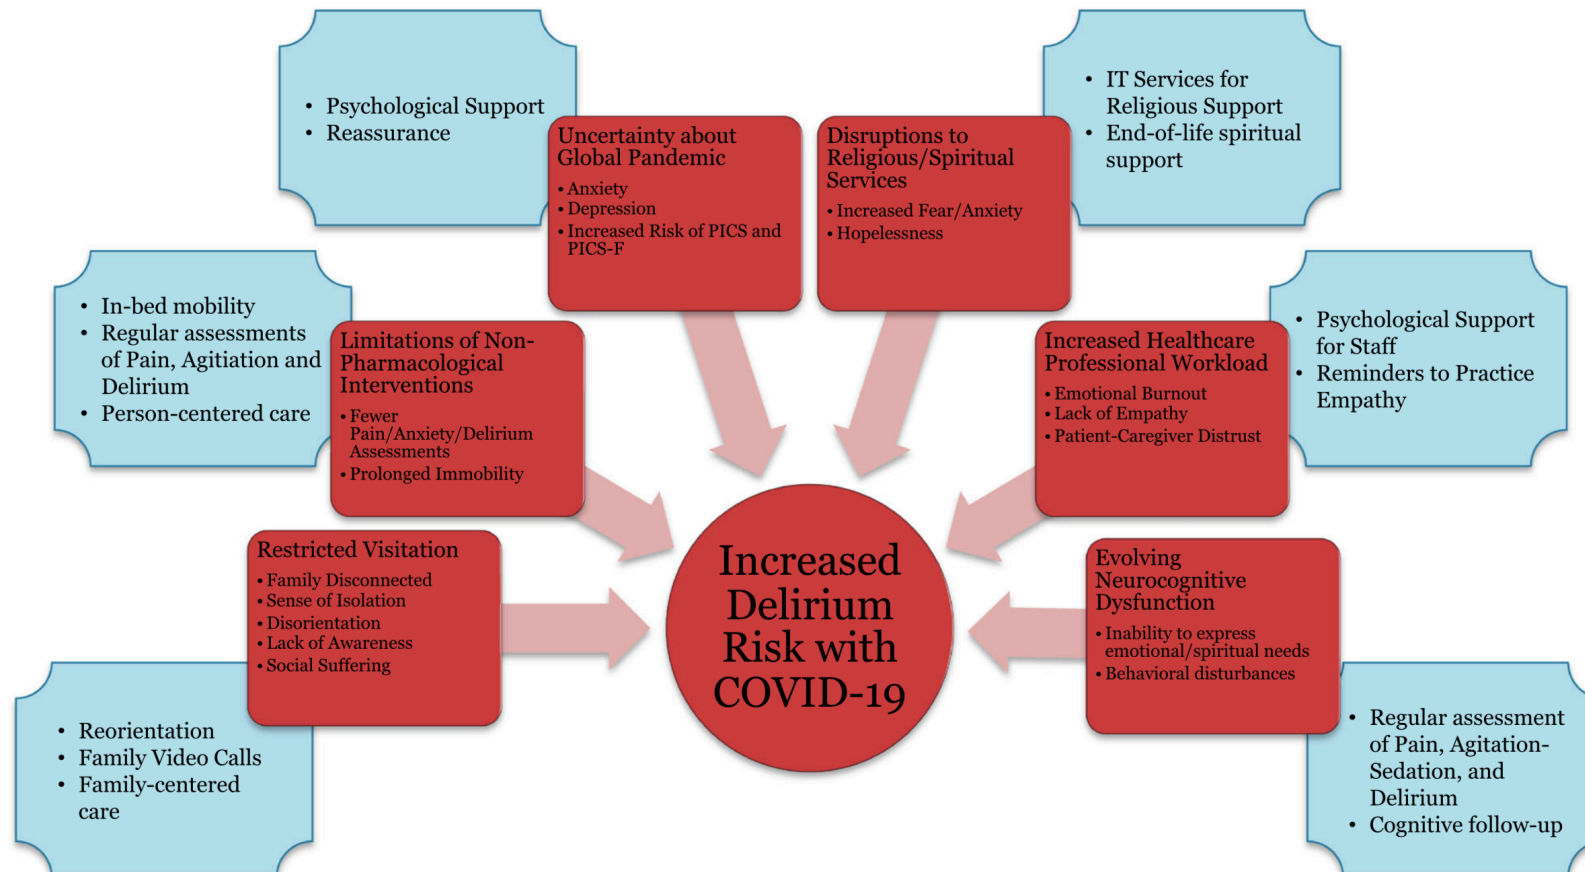 • Psychological Support
• Reassurance
Uncertainty about
Global Pandemic
• Anxiety
• Depression
• Increased Risk of PICS and
PICS-F
Disruptions to
Religious/Spiritual
Services
• Increased Fear/Anxiety
• Hopelessness
• IT Services for
Religious Support
• End-of-life spiritual
support
• In-bed mobility
• Regular assessments
of Pain, Agitiation and
Delirium
• Person-centered care
Limitations of Non-
Pharmacological
Interventions
• Fewer
Pain/Anxiety/Delirium
Assessments
• Prolonged Immobility
Increased Healthcare
Professional Workload
• Emotional Burnout
• Lack of Empathy
• Patient-Caregiver Distrust
• Psychological Support
for Staff
• Reminders to Practice
Empathy
Restricted Visitation
• Family Disconnected
• Sense of Isolation
• Disorientation
• Lack of Awareness
• Social Suffering
• Reorientation
• Family Video Calls
• Family-centered
care
Increased
Delirium
Risk with
COVID-19
Evolving
Neurocognitive
Dysfunction
• Inability to express
emotional/spiritual needs
• Behavioral disturbances
• Regular assessment
of Pain, Agitation-
Sedation, and
Delirium
• Cognitive follow-up